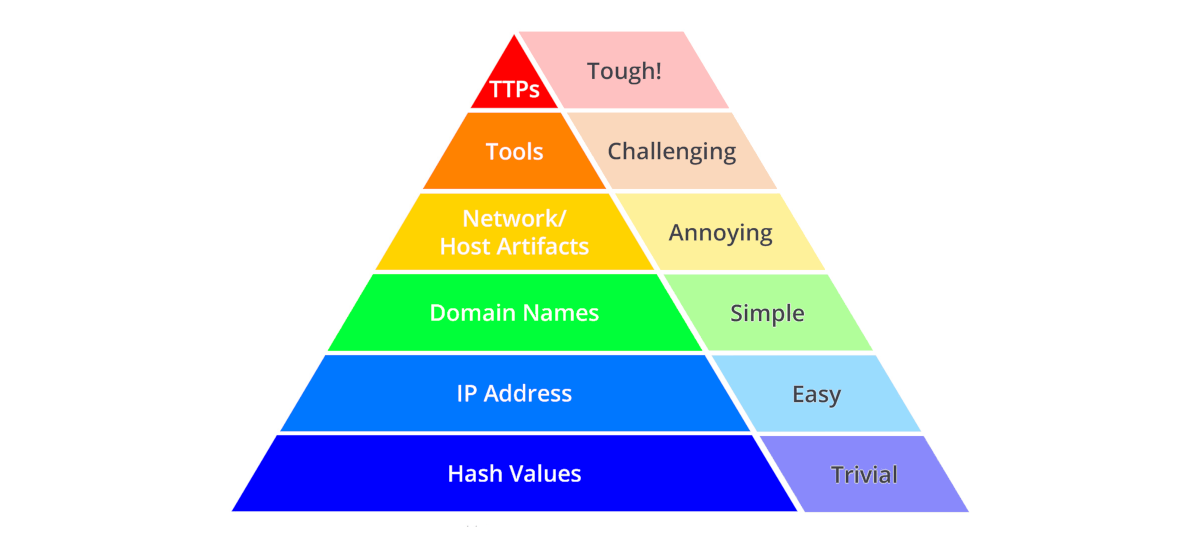 TTPs
Tough!
Tools
Challenging
Network/
Host Artifacts
Annoying
Domain Names
Simple
IP Address
Easy
Hash Values
Trivial